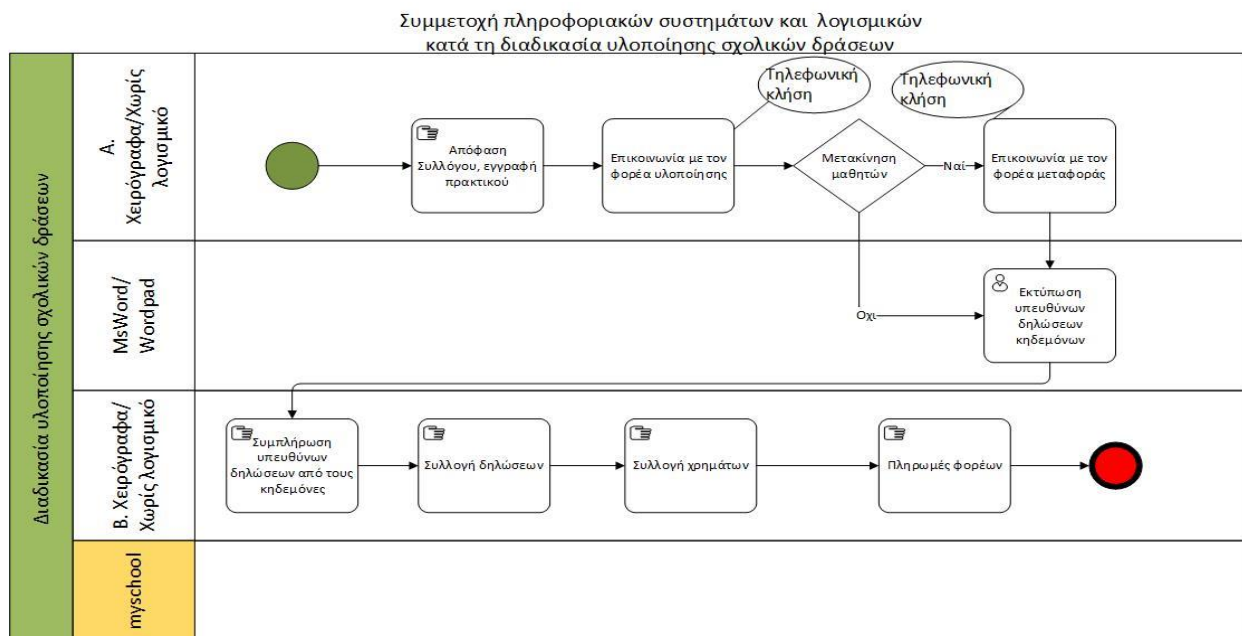 Συμμετοχή πληροφοριακών συστημάτων και λογισμικών
κατά τη διαδικασία υλοποίησης σχολικών δράσεων
Διαδικασία υλοποίησης σχολικών δράσεων
Α.
Χειρόγραφα/Χωρίς
λογισμικό
Απόφαση
Συλλόγου, εγγραφή
πρακτικού
Τηλεφωνική
κλήση
Επικοινωνία με τον
φορέα υλοποίησης
Μετακίνηση
μαθητών
Ναί
Τηλεφωνική
κλήση
Επικοινωνία με τον
φορέα μεταφοράς
MsWord/
Wordpad
Οχι
Εκτύπωση
υπευθύνων
δηλώσεων
κηδεμόνων
Β. Χειρόγραφα/
Χωρίς λογισμικό
Συμπλήρωση
υπευθύνων
δηλώσεων από τους
κηδεμόνες
Συλλογή δηλώσεων
Συλλογή χρημάτων
Πληρωμές φορέων
myschool